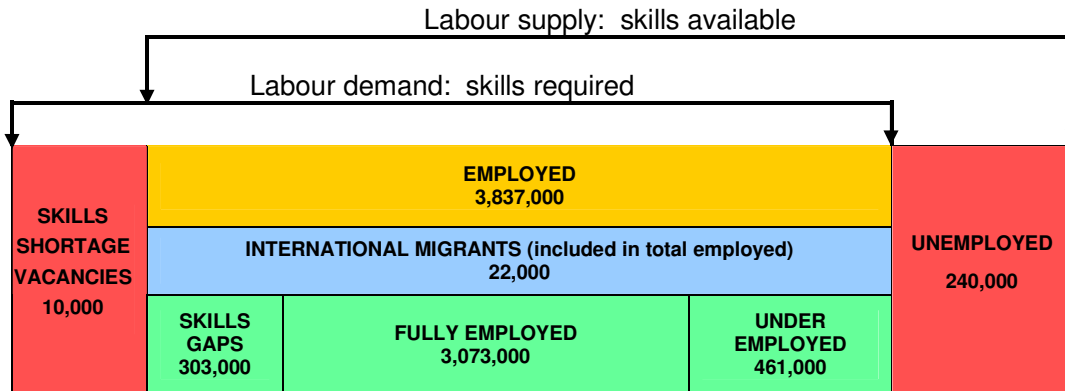 Labour supply: skills available
Labour demand: skills required
SKILLS
SHORTAGE
VACANCIES
10,000
EMPLOYED
3,837,000
INTERNATIONAL MIGRANTS (included in total employed)
22,000
SKILLS
GAPS
303,000
FULLY EMPLOYED
3,073,000
UNDER
EMPLOYED
461,000
UNEMPLOYED
240,000